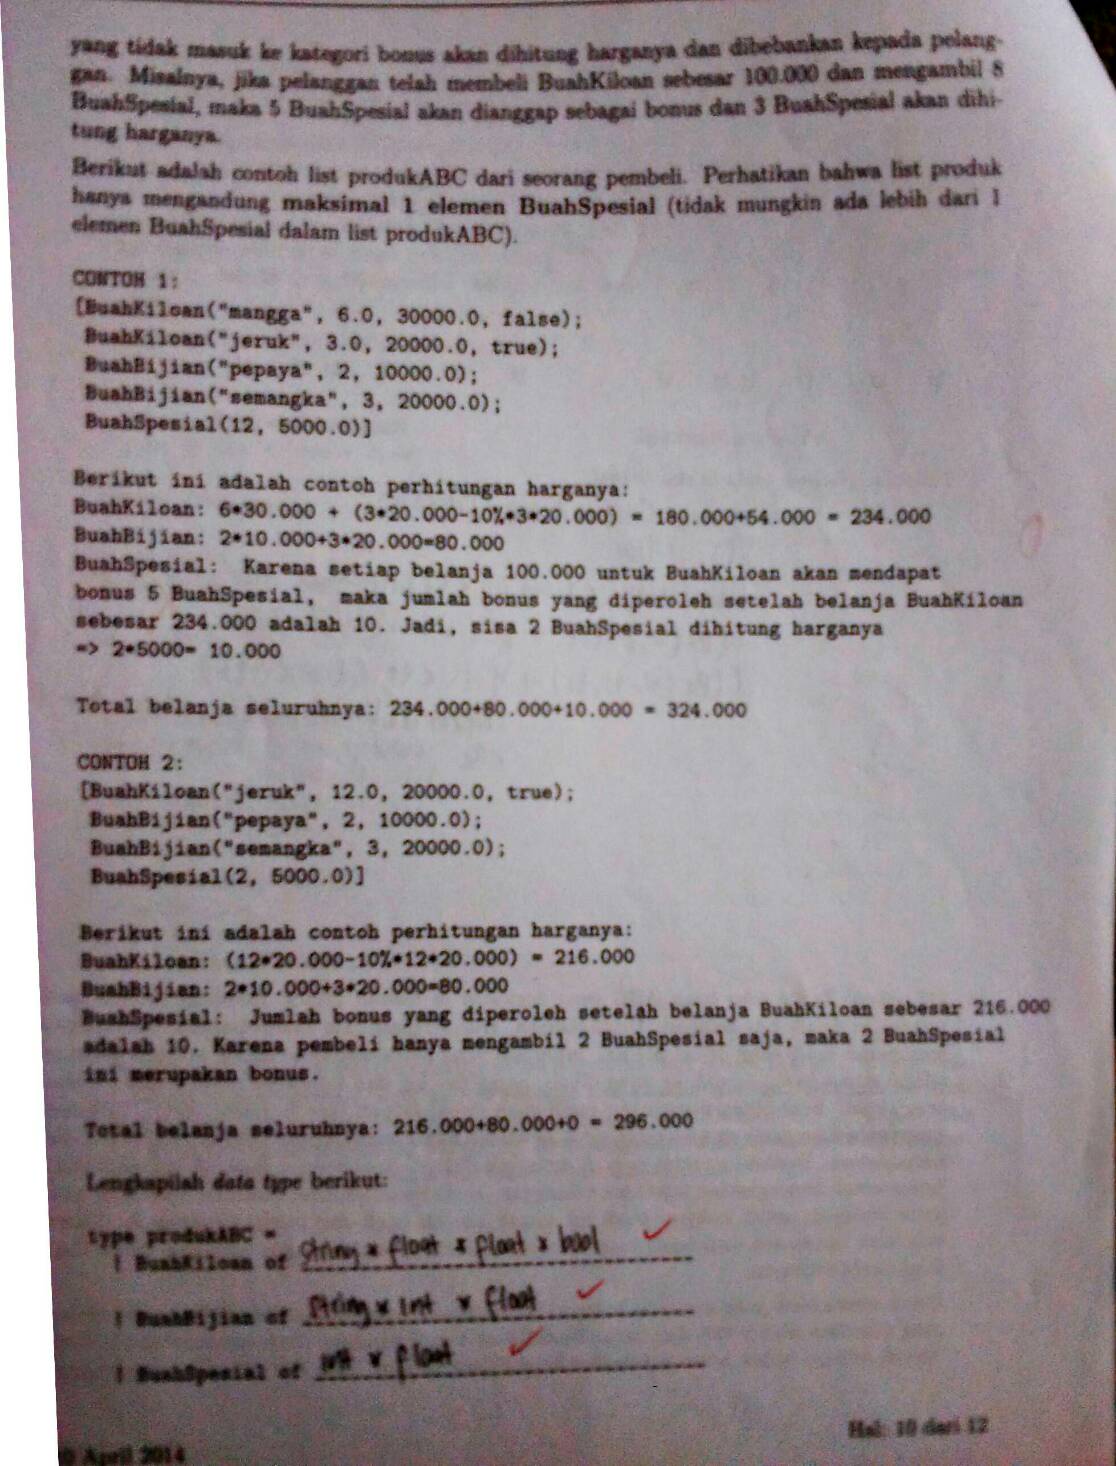 yang tidak masuk ke kategori bonus akan dihitung harganya dan dibebankan kepada pelang-
gan. Misalnya, jika pelanggan telah membeli BuahKiloan sebesar 100.000 dan mengambil 8
BuahSpesial, maka 5 BuahSpesial akan dianggap sebagai bonus dan 3 BuahSpesial akan dihi-
tung harganya.
Berikut adalah contoh list produkABC dari seorang pembeli. Perhatikan bahwa list produk
hanya mengandung maksimal 1 elemen BuahSpesial (tidak mungkin ada lebih dari 1
elemen BuahSpesial dalam list produkABC).
CONTOH 1:
[BuahKiloan("mangga", 6.0, 30000.0, false);
BuahKiloan("jeruk", 3.0, 20000.0, true);
BuahBijian("pepaya", 2, 10000.0);
BuahBijian("semangka", 3, 20000.0);
BuahSpesial(12, 5000.0)]
Berikut ini adalah contoh perhitungan harganya:
BuahKiloan: 6*30.000 + (3*20.000-10%*3*20.000) = 180.000+54.000 = 234.000
BuahBijian: 2*10.000+3*20.000=80.000
BuahSpesial: Karena setiap belanja 100.000 untuk BuahKiloan akan mendapat
bonus 5 BuahSpesial, maka jumlah bonus yang diperoleh setelah belanja BuahKiloan
sebesar 234.000 adalah 10. Jadi, sisa 2 BuahSpesial dihitung harganya
=> 2*5000= 10.000
Total belanja seluruhnya: 234.000+80.000+10.000 = 324.000
CONTOH 2:
[BuahKiloan("jeruk", 12.0, 20000.0, true);
BuahBijian("pepaya", 2, 10000.0);
BuahBijian("semangka", 3, 20000.0);
BuahSpesial(2, 5000.0)]
Berikut ini adalah contoh perhitungan harganya:
BuahKiloan: (12*20.000-10%*12*20.000) = 216.000
BuahBijian: 2*10.000+3*20.000=80.000
BuahSpesial: Jumlah bonus yang diperoleh setelah belanja BuahKiloan sebesar 216.000
adalah 10. Karena pembeli hanya mengambil 2 BuahSpesial saja, maka 2 BuahSpesial
ini merupakan bonus.
Total belanja seluruhnya: 216.000+80.000+0 = 296.000
Lengkapilah data type berikut:
type produkABC =
| BuahKiloan of String * float * float * bool
| BuahBijian of String * int * float
| BuahSpesial of int * float
Hal: 10 dari 12
April 2014